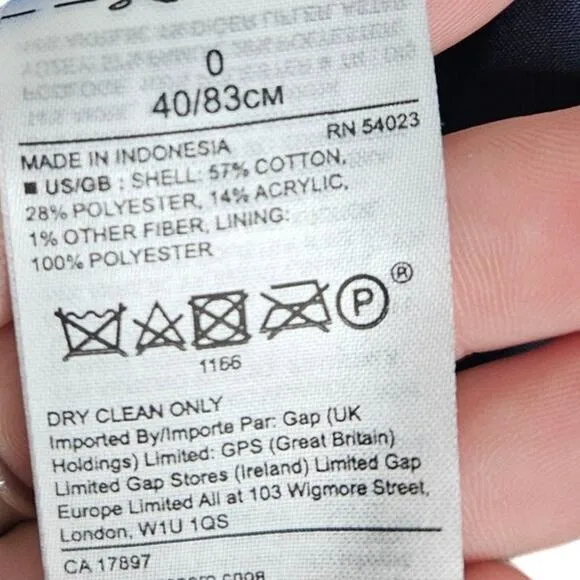 0
40/83CM
RN 54023
MADE IN INDONESIA
US/GB : SHELL: 57% COTTON,
28% POLYESTER, 14% ACRYLIC,
1% OTHER FIBER, LINING:
100% POLYESTER
P ®
1166
DRY CLEAN ONLY
Imported By/Importe Par: Gap (UK
Holdings) Limited: GPS (Great Britain)
Limited Gap Stores (Ireland) Limited Gap
Europe Limited All at 103 Wigmore Street,
London, W1U 1QS
CA 17897